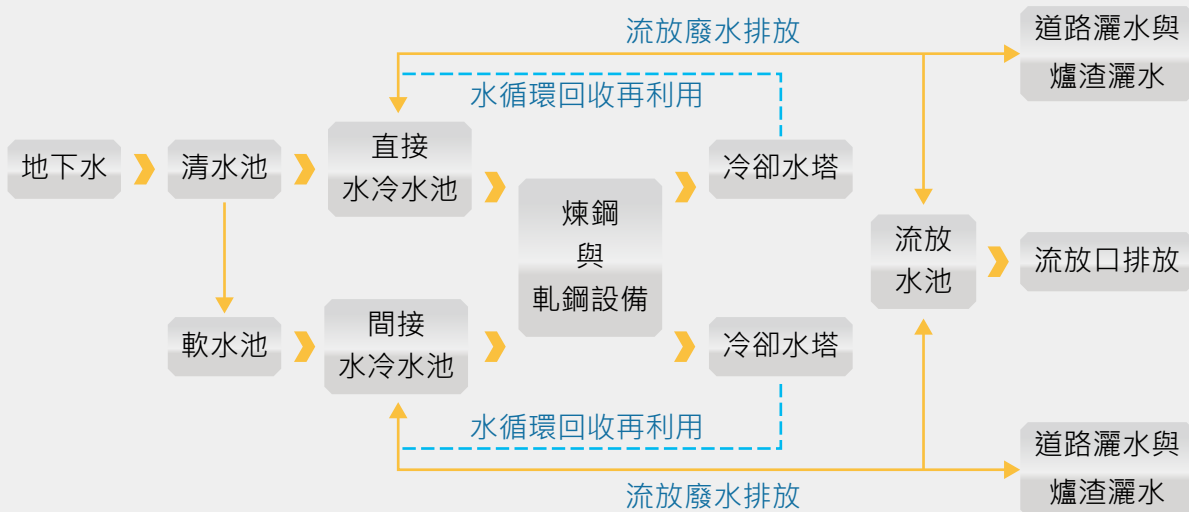 流放廢水排放
道路灑水與
爐渣灑水
水循環回收再利用
地下水
清水池
直接
水冷水池
煉鋼
與
軋鋼設備
冷卻水塔
流放
水池
流放口排放
軟水池
間接
水冷水池
冷卻水塔
水循環回收再利用
流放廢水排放
道路灑水與
爐渣灑水